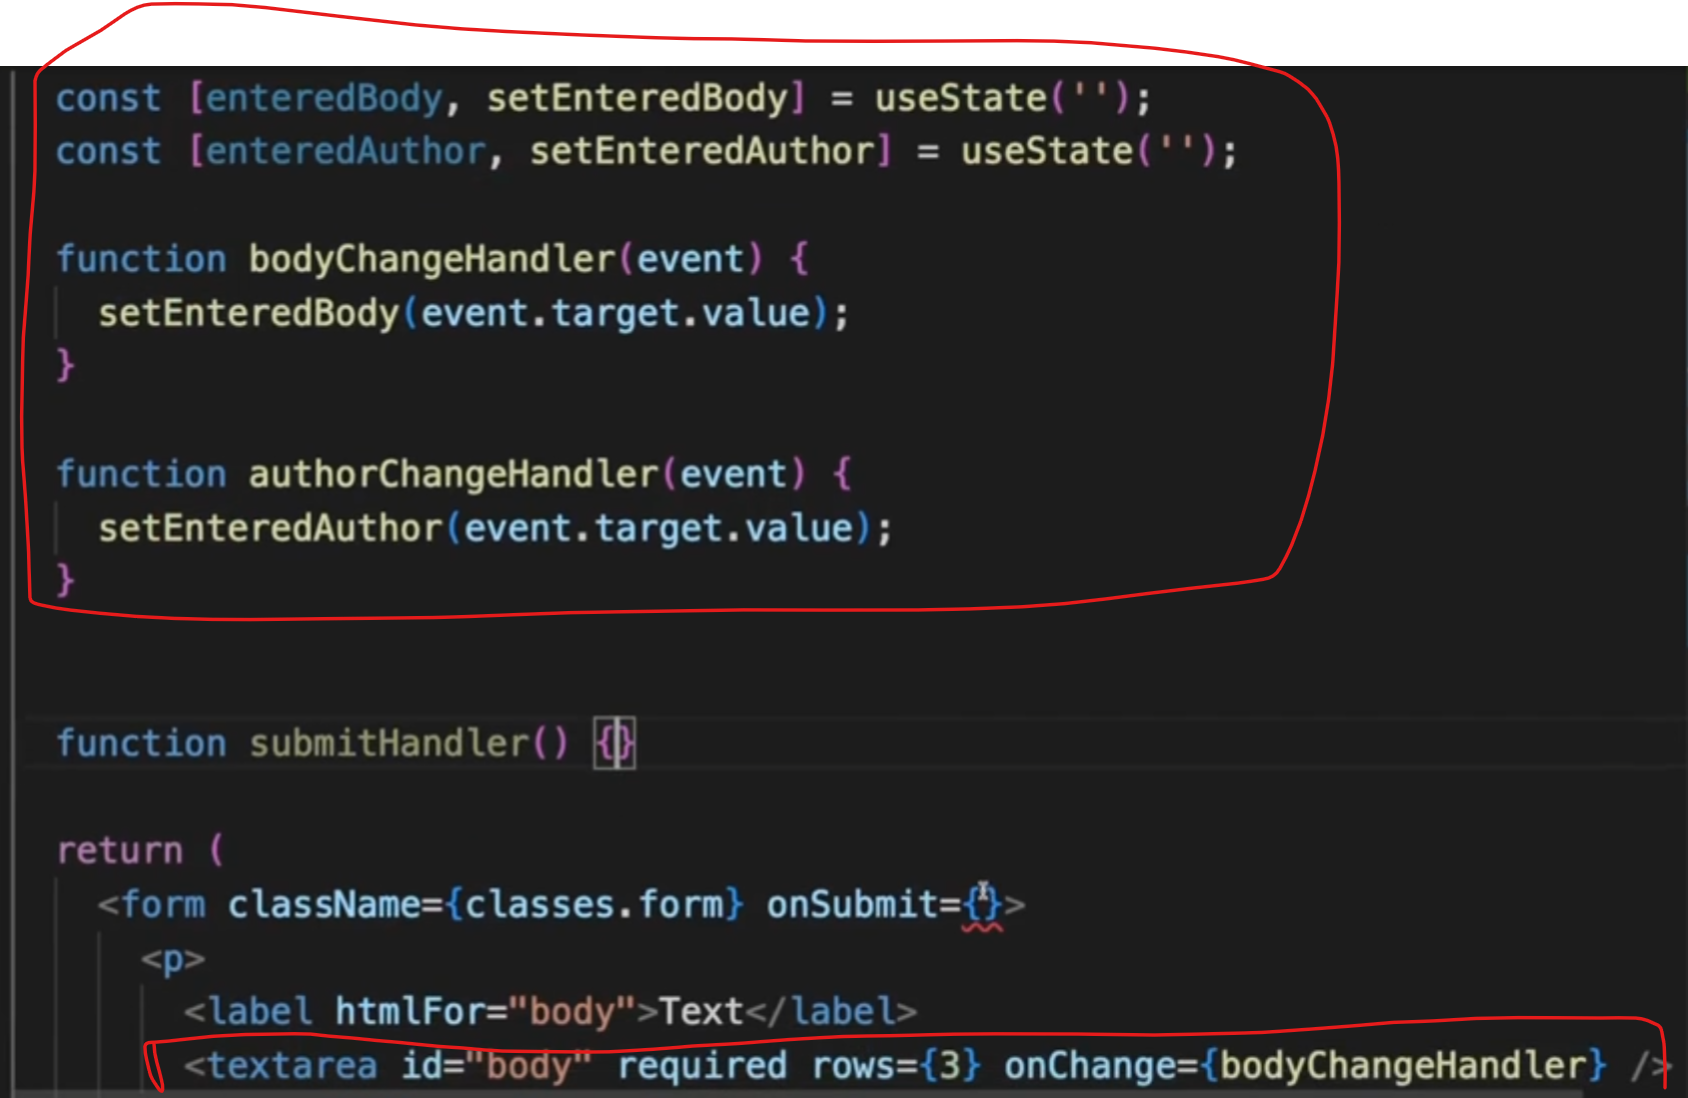 const [enteredBody, setEnteredBody] = useState('');
const [enteredAuthor, setEnteredAuthor] = useState('');
function bodyChangeHandler(event) {
setEnteredBody(event.target.value);
}
function authorChangeHandler(event) {
setEnteredAuthor(event.target.value);
}
function submitHandler() {}
return (
<form className={classes.form} onSubmit={}>
<p>
<label htmlFor="body">Text</label>
<textarea id="body" required rows={3} onChange={bodyChangeHandler} />